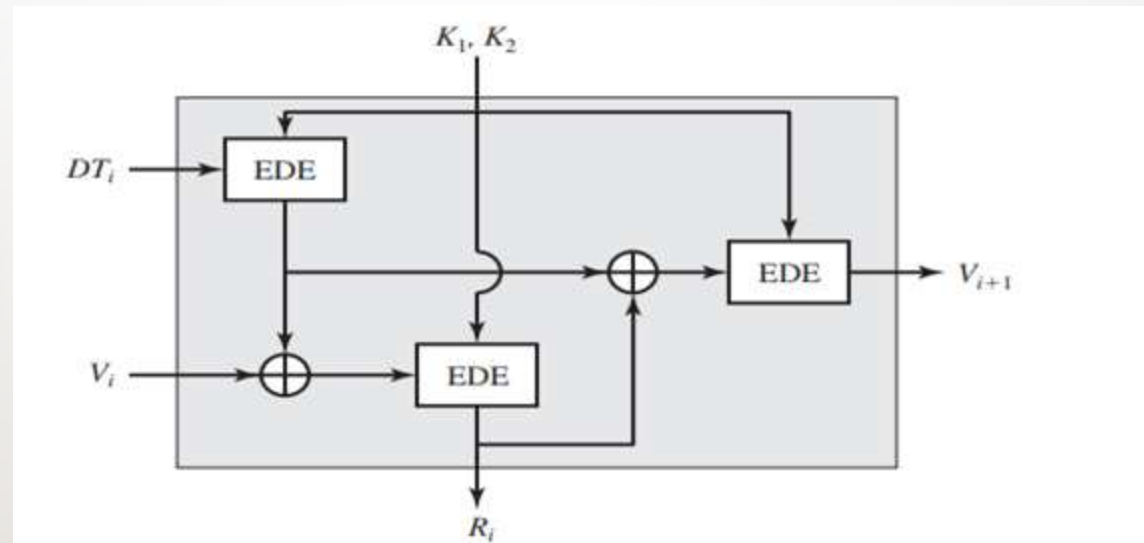 K₁, K₂
DTᵢ
EDE
EDE
Vᵢ₊₁
Vᵢ
EDE
Rᵢ